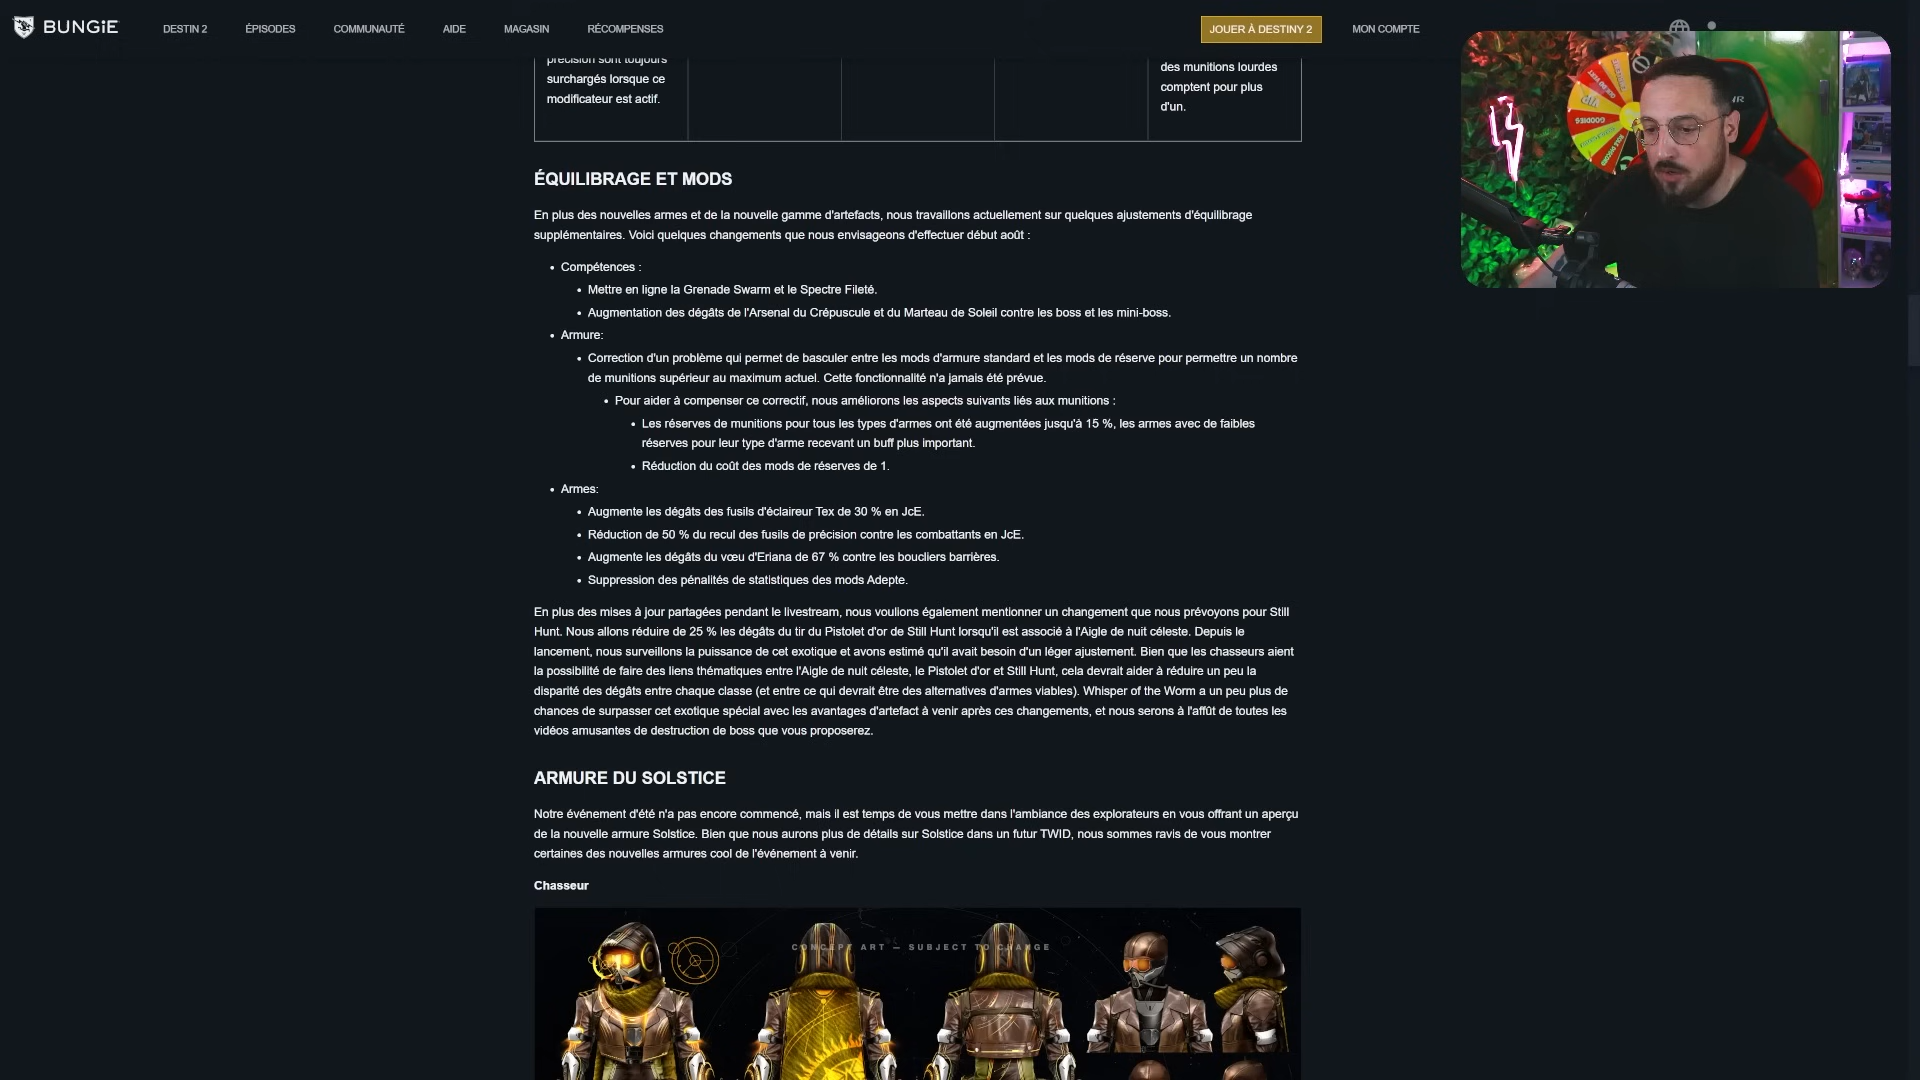 BUNGiE
DESTIN 2
ÉPISODES
COMMUNAUTÉ
AIDE
MAGASIN
RÉCOMPENSES
JOUER À DESTINY 2
MON COMPTE
précision sont toujours
surchargés lorsque ce
modificateur est actif.
des munitions lourdes
comptent pour plus
d'un.
ÉQUILIBRAGE ET MODS
En plus des nouvelles armes et de la nouvelle gamme d'artefacts, nous travaillons actuellement sur quelques ajustements d'équilibrage
supplémentaires. Voici quelques changements que nous envisageons d'effectuer début août :
• Compétences :
• Mettre en ligne la Grenade Swarm et le Spectre Fileté.
• Augmentation des dégâts de l'Arsenal du Crépuscule et du Marteau de Soleil contre les boss et les mini-boss.
• Armure:
• Correction d'un problème qui permet de basculer entre les mods d'armure standard et les mods de réserve pour permettre un nombre
de munitions supérieur au maximum actuel. Cette fonctionnalité n'a jamais été prévue.
• Pour aider à compenser ce correctif, nous améliorons les aspects suivants liés aux munitions :
• Les réserves de munitions pour tous les types d'armes ont été augmentées jusqu'à 15 %, les armes avec de faibles
réserves pour leur type d'arme recevant un buff plus important.
• Réduction du coût des mods de réserves de 1.
• Armes:
• Augmente les dégâts des fusils d'éclaireur Tex de 30 % en JcE.
• Réduction de 50 % du recul des fusils de précision contre les combattants en JcE.
• Augmente les dégâts du vœu d'Eriana de 67 % contre les boucliers barrières.
• Suppression des pénalités de statistiques des mods Adepte.
En plus des mises à jour partagées pendant le livestream, nous voulions également mentionner un changement que nous prévoyons pour Still
Hunt. Nous allons réduire de 25 % les dégâts du tir du Pistolet d'or de Still Hunt lorsqu'il est associé à l'Aigle de nuit céleste. Depuis le
lancement, nous surveillons la puissance de cet exotique et avons estimé qu'il avait besoin d'un léger ajustement. Bien que les chasseurs aient
la possibilité de faire des liens thématiques entre l'Aigle de nuit céleste, le Pistolet d'or et Still Hunt, cela devrait aider à réduire un peu la
disparité des dégâts entre chaque classe (et entre ce qui devrait être des alternatives d'armes viables). Whisper of the Worm a un peu plus de
chances de surpasser cet exotique spécial avec les avantages d'artefact à venir après ces changements, et nous serons à l'affût de toutes les
vidéos amusantes de destruction de boss que vous proposerez.
ARMURE DU SOLSTICE
Notre événement d'été n'a pas encore commencé, mais il est temps de vous mettre dans l'ambiance des explorateurs en vous offrant un aperçu
de la nouvelle armure Solstice. Bien que nous aurons plus de détails sur Solstice dans un futur TWID, nous sommes ravis de vous montrer
certaines des nouvelles armures cool de l'événement à venir.
Chasseur
CONCEPT ART — SUBJECT TO CHANGE
VIP
GOODIES